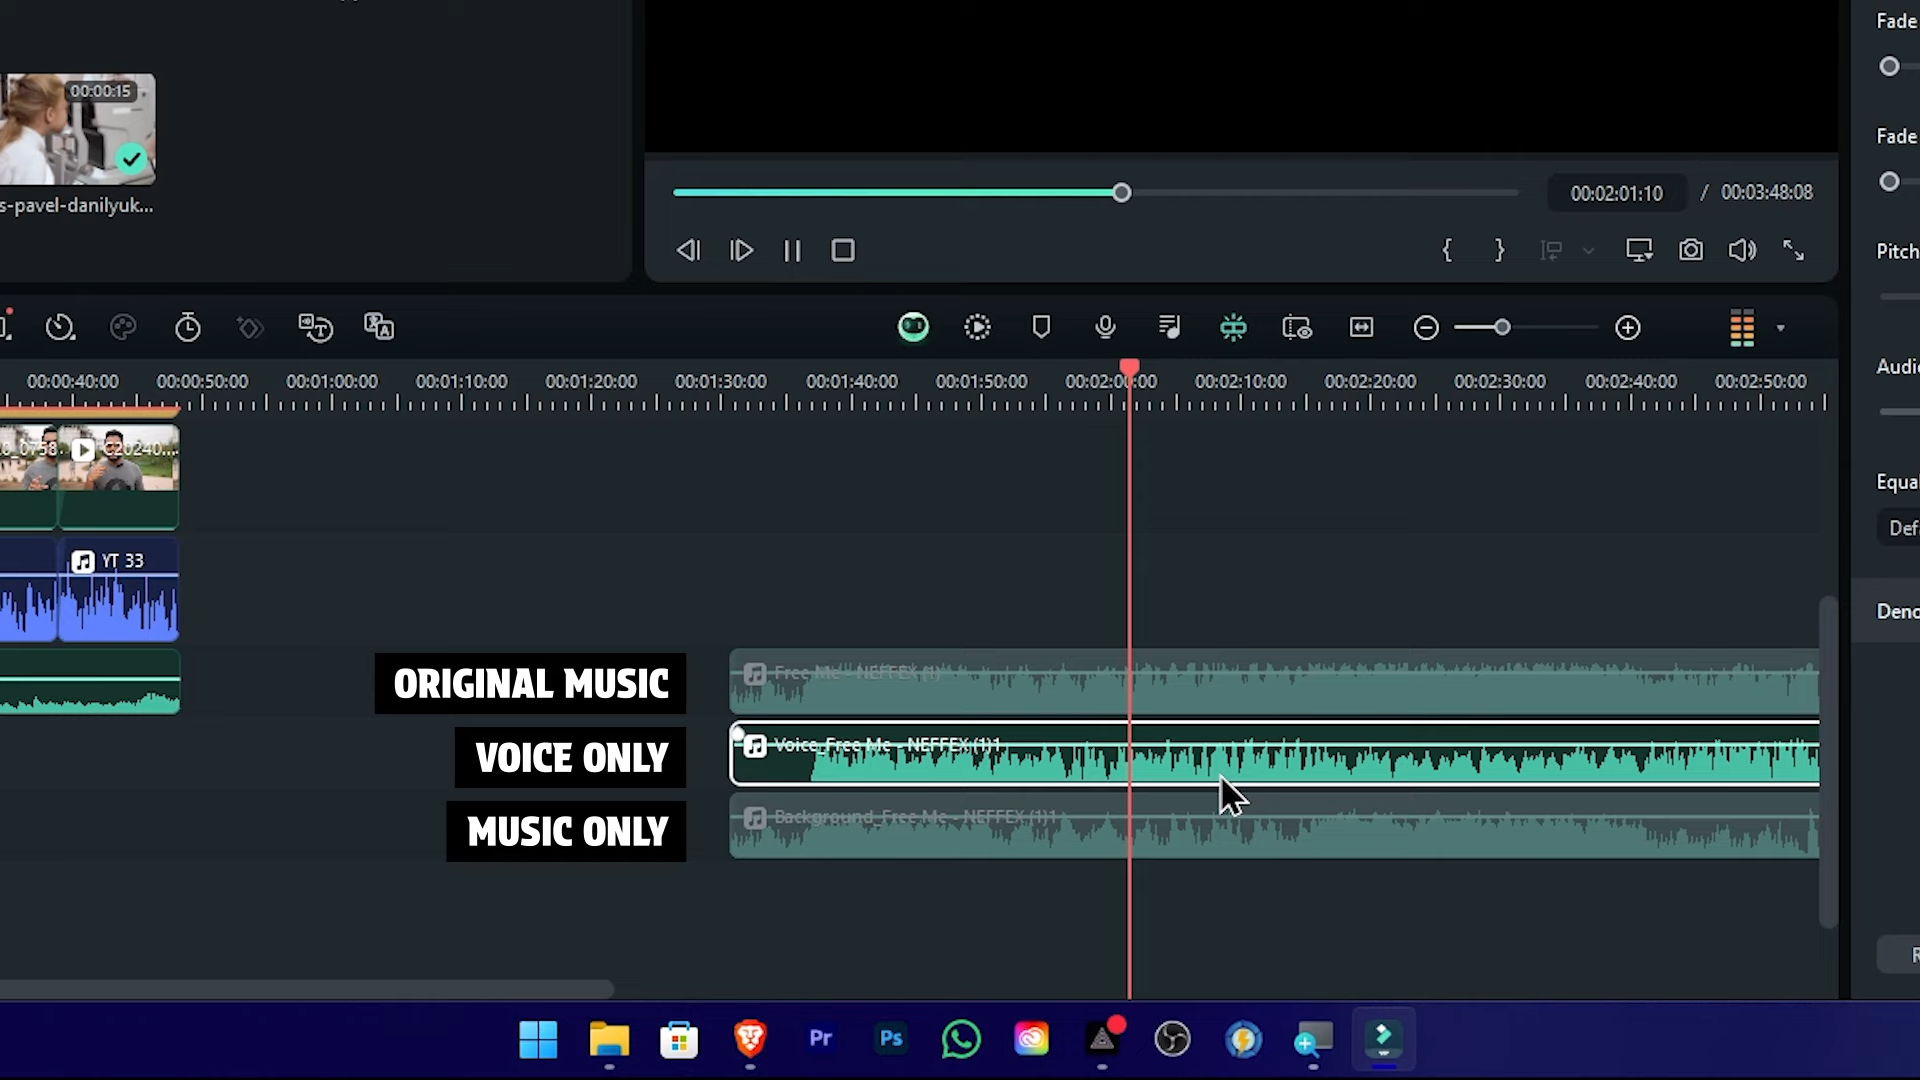 Fade
00:00:15
Fade
s-pavel-danilyuk...
00:02:01:10 / 00:03:48:08
{ }
Pitch
00:00:40:00 00:00:50:00 00:01:00:00 00:01:10:00 00:01:20:00 00:01:30:00 00:01:40:00 00:01:50:00 00:02:00:00 00:02:10:00 00:02:20:00 00:02:30:00 00:02:40:00 00:02:50:00
Audio
0_0758. C20240...
Equal
Def
YT 33
Deno
ORIGINAL MUSIC
Free Me - NEFFEX (1)
VOICE ONLY
Voice_Free Me - NEFFEX (1)1
MUSIC ONLY
Background_Free Me - NEFFEX (1)1
R
Pr Ps